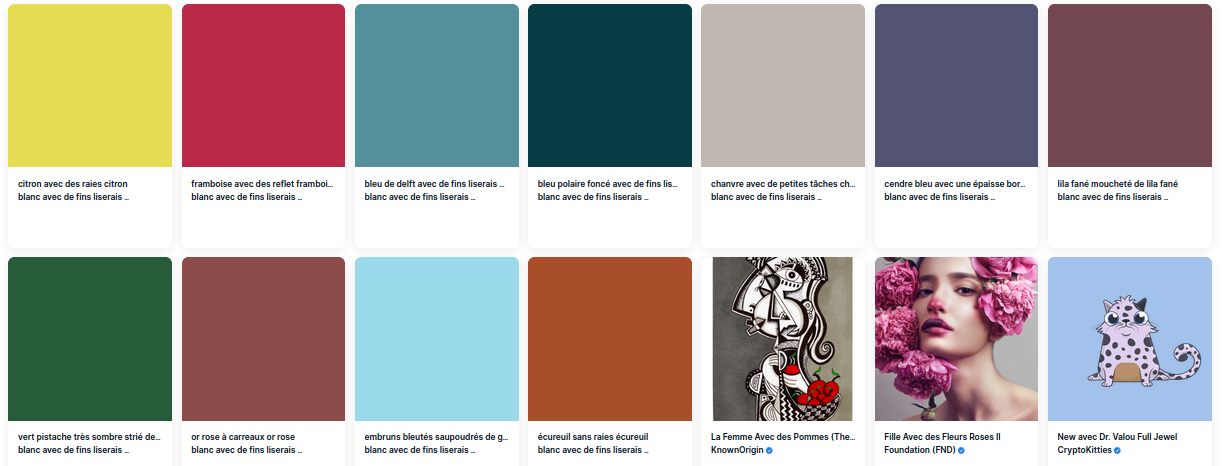 citron avec des raies citron
blanc avec de fins liserais ..
framboise avec des reflet framboi...
blanc avec de fins liserais ..
bleu de delft avec de fins liserais ...
blanc avec de fins liserais ..
bleu polaire foncé avec de fins lis...
blanc avec de fins liserais ..
chanvre avec de petites tâches ch...
blanc avec de fins liserais ..
cendre bleu avec une épaisse bor...
blanc avec de fins liserais ..
lila fané moucheté de lila fané
blanc avec de fins liserais ..
vert pistache très sombre strié de...
blanc avec de fins liserais ..
or rose à carreaux or rose
blanc avec de fins liserais ..
embruns bleutés saupoudrés de g...
blanc avec de fins liserais ..
écureuil sans raies écureuil
blanc avec de fins liserais ..
La Femme Avec des Pommes (The...
KnownOrigin
Fille Avec des Fleurs Roses II
Foundation (FND)
New avec Dr. Valou Full Jewel
CryptoKitties